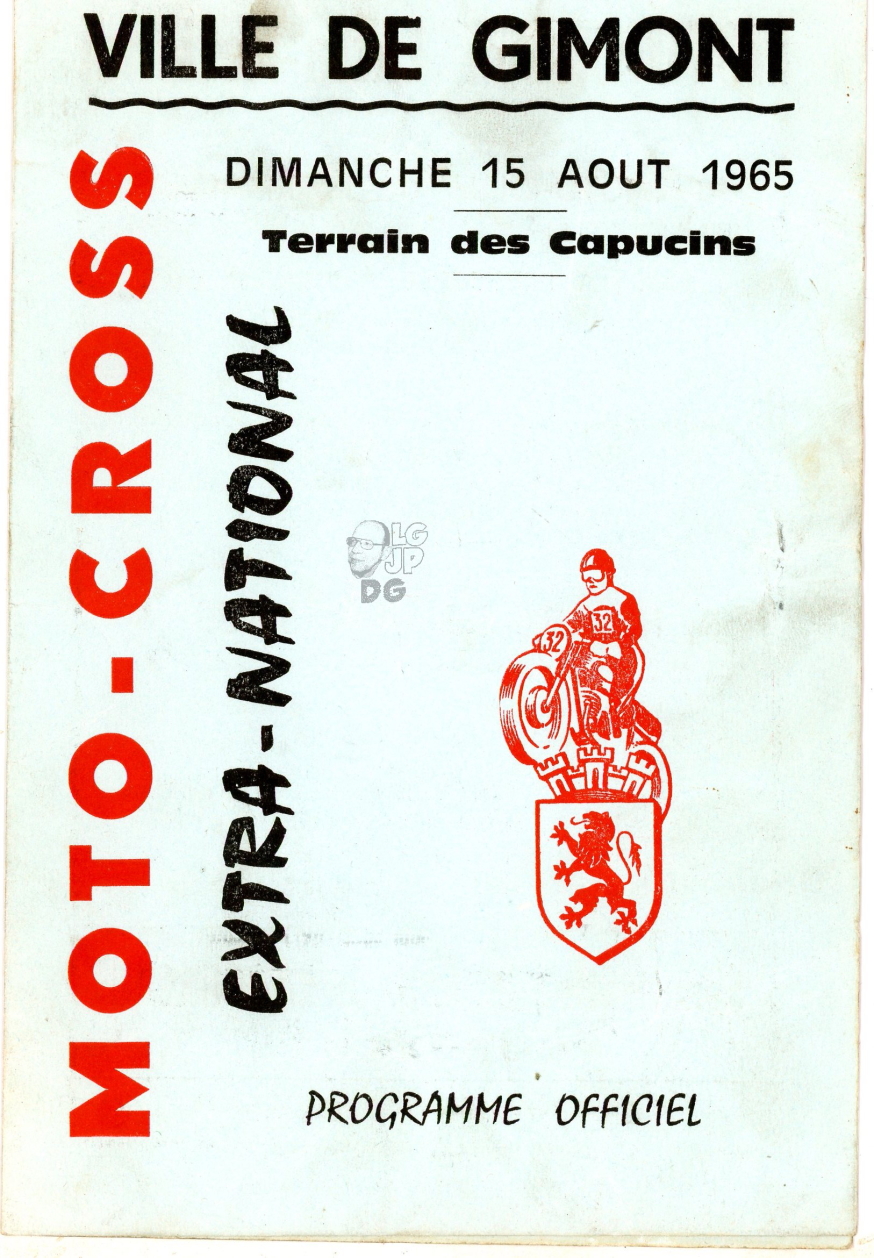 VILLE DE GIMONT
DIMANCHE 15 AOUT 1965
Terrain des Capucins
MOTO-CROSS
EXTRA-NATIONAL
LG
JP
DG
32
32
PROGRAMME OFFICIEL